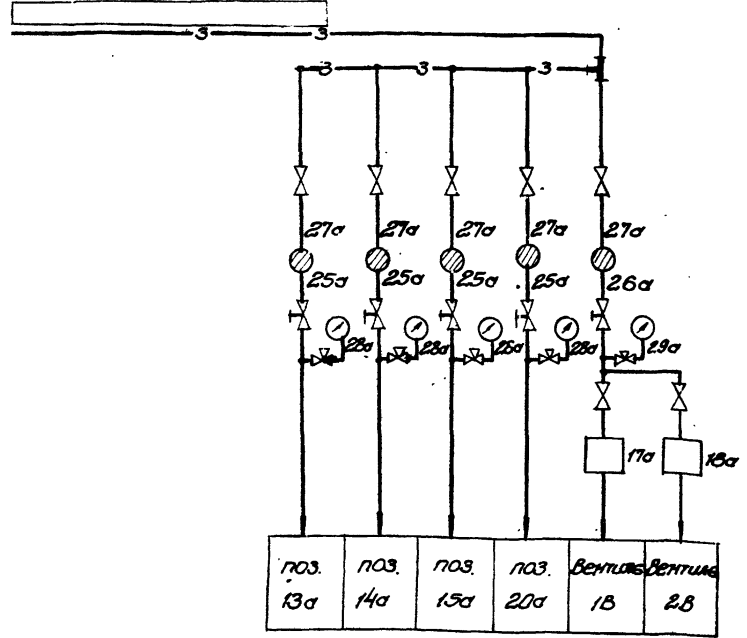 3 3
3 3 3
27а 27а 27а 27а 27а
25а 25а 25а 25а 26а
28а 28а 28а 28а 29а
17а 18а
поз. поз. поз. поз. Вентиль Вентиль
13а 14а 15а 20а 1В 2В